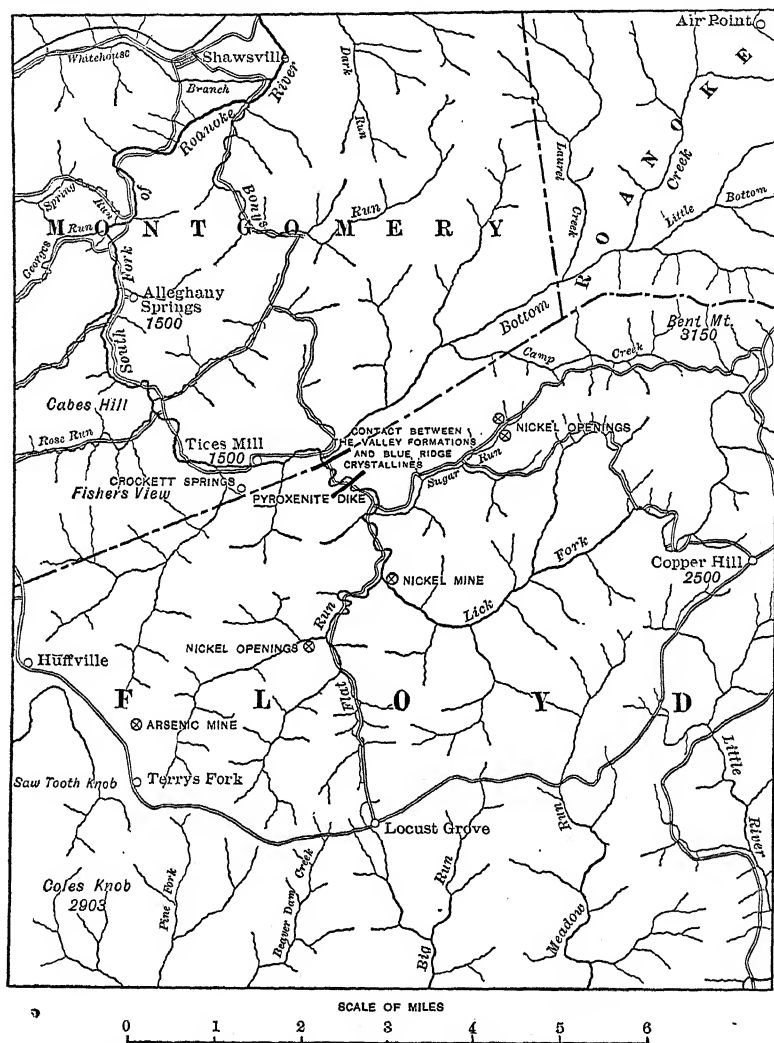 Air Point
Whitehouse
Shawsville
Branch
Dark
Run
Roanoke
River
of
ROANOKE
Laurel
Creek
Creek
Little
Bottom
Spring
Run
Georges
Run
MONTGOMERY
Bongs
Run
South
Fork
Alleghany
Springs
1500
Bottom
Bent Mt.
3150
Camp
Creek
Cabes Hill
Rose Run
Tices Mill
1500
CONTACT BETWEEN
THE VALLEY FORMATIONS
AND BLUE RIDGE
CRYSTALLINES
NICKEL OPENINGS
CROCKETT SPRINGS
Fishers View
PYROXENITE DIKE
Sugar
Run
Copper Hill
2500
NICKEL MINE
Lick
Fork
Run
Flat
Huffville
NICKEL OPENINGS
FLOYD
ARSENIC MINE
Saw Tooth Knob
Terrys Fork
Little
River
Locust Grove
Coles Knob
2903
Pine Fork
Beaver Dam Creek
Big
Run
Meadow
Run
SCALE OF MILES
0 1 2 3 4 5 6